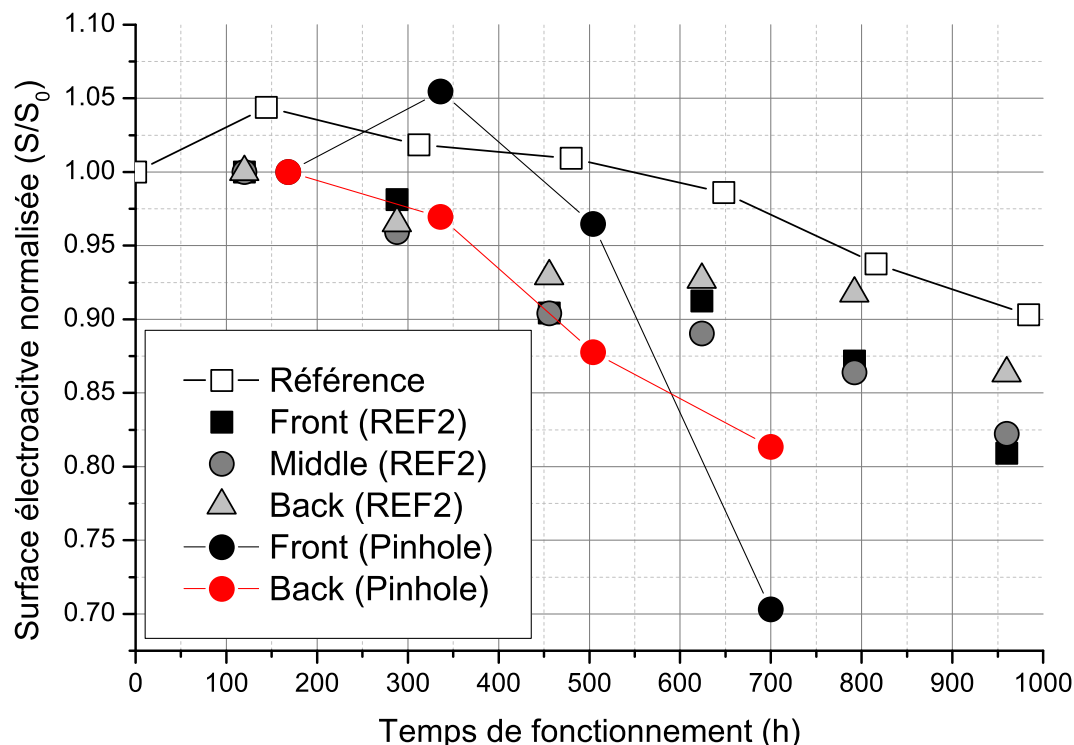 Surface électroacitve normalisée (S/S₀)
1.10
1.05
1.00
0.95
0.90
0.85
0.80
0.75
0.70
Référence
Front (REF2)
Middle (REF2)
Back (REF2)
Front (Pinhole)
Back (Pinhole)
0 100 200 300 400 500 600 700 800 900 1000
Temps de fonctionnement (h)